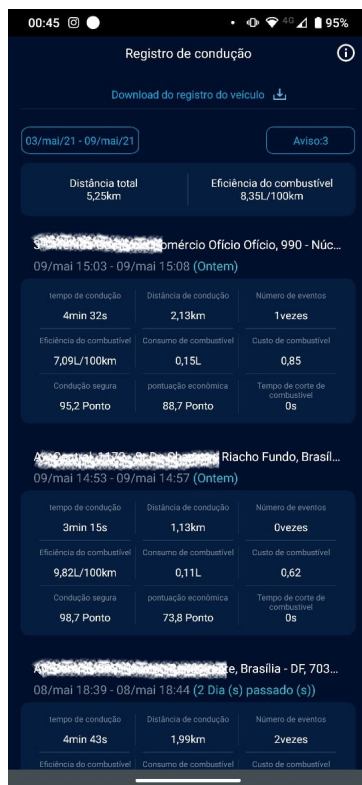 00:45 4G 95%
Registro de condução
Download do registro do veículo
03/mai/21 - 09/mai/21 Aviso:3
Distância total Eficiência do combustível
5,25km 8,35L/100km
omércio Ofício Ofício, 990 - Núc...
09/mai 15:03 - 09/mai 15:08 (Ontem)
tempo de condução Distância de condução Número de eventos
4min 32s 2,13km 1vezes
Eficiência do combustível Consumo de combustível Custo de combustível
7,09L/100km 0,15L 0,85
Condução segura pontuação econômica Tempo de corte de combustível
95,2 Ponto 88,7 Ponto 0s
Riacho Fundo, Brasíl...
09/mai 14:53 - 09/mai 14:57 (Ontem)
tempo de condução Distância de condução Número de eventos
3min 15s 1,13km 0vezes
Eficiência do combustível Consumo de combustível Custo de combustível
9,82L/100km 0,11L 0,62
Condução segura pontuação econômica Tempo de corte de combustível
98,7 Ponto 73,8 Ponto 0s
Brasília - DF, 703...
08/mai 18:39 - 08/mai 18:44 (2 Dia (s) passado (s))
tempo de condução Distância de condução Número de eventos
4min 43s 1,99km 2vezes
Eficiência do combustível Consumo de combustível Custo de combustível